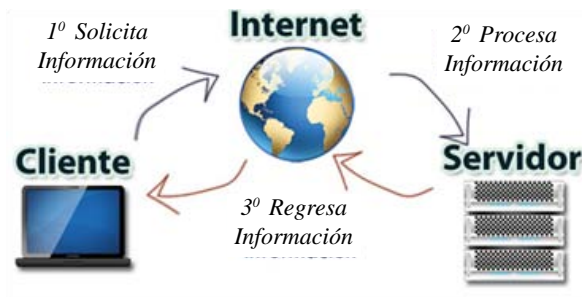 1⁰ Solicita
Información
Internet
2⁰ Procesa
Información
Cliente
Servidor
3⁰ Regresa
Información